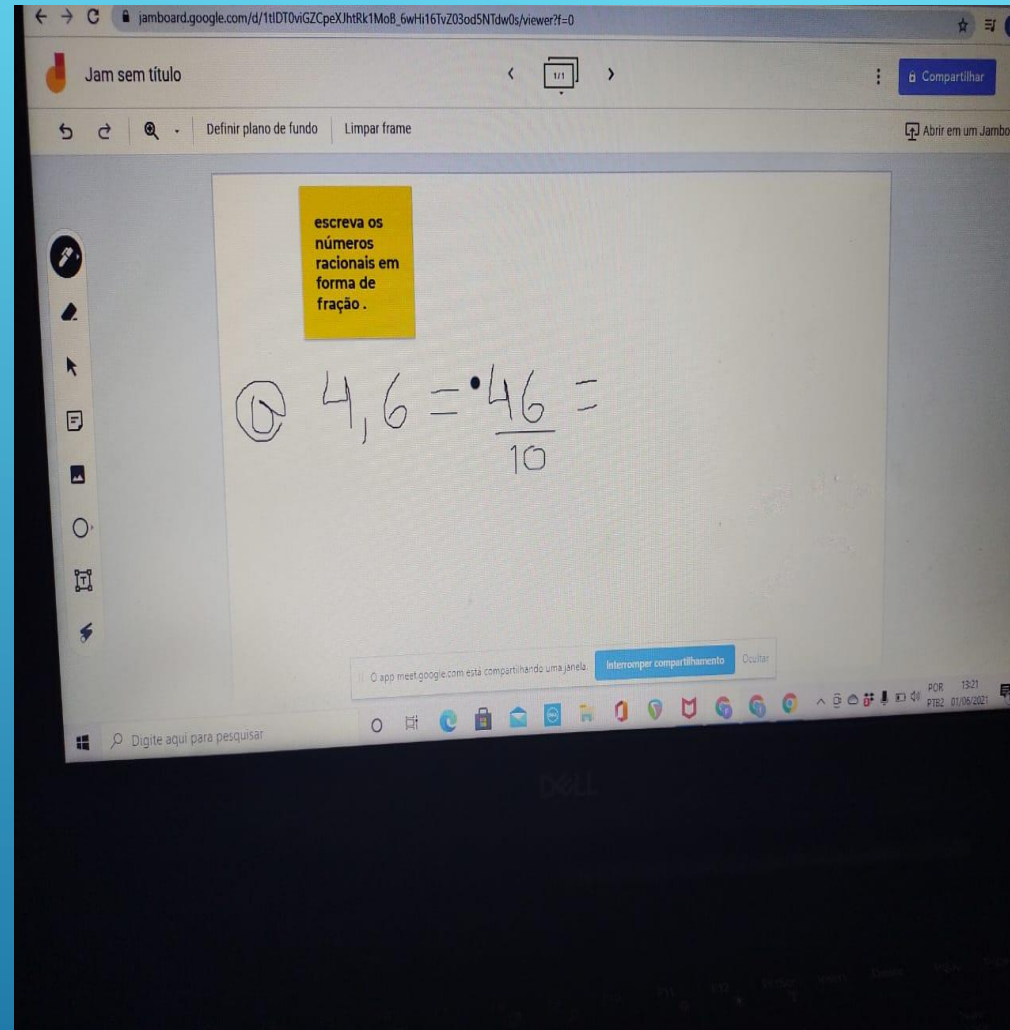 jamboard.google.com/d/1tIDT0viGZCpeXJhtRk1MoB_6wHi16TvZ03od5NTdw0s/viewer?f=0
Jam sem título
1/1
Compartilhar
Definir plano de fundo
Limpar frame
Abrir em um Jambo
escreva os
números
racionais em
forma de
fração .
a 4,6 = 46 =
10
O app meet.google.com está compartilhando uma janela.
Interromper compartilhamento
Ocultar
Digite aqui para pesquisar
POR
PTB2
13:21
01/06/2021
DELL